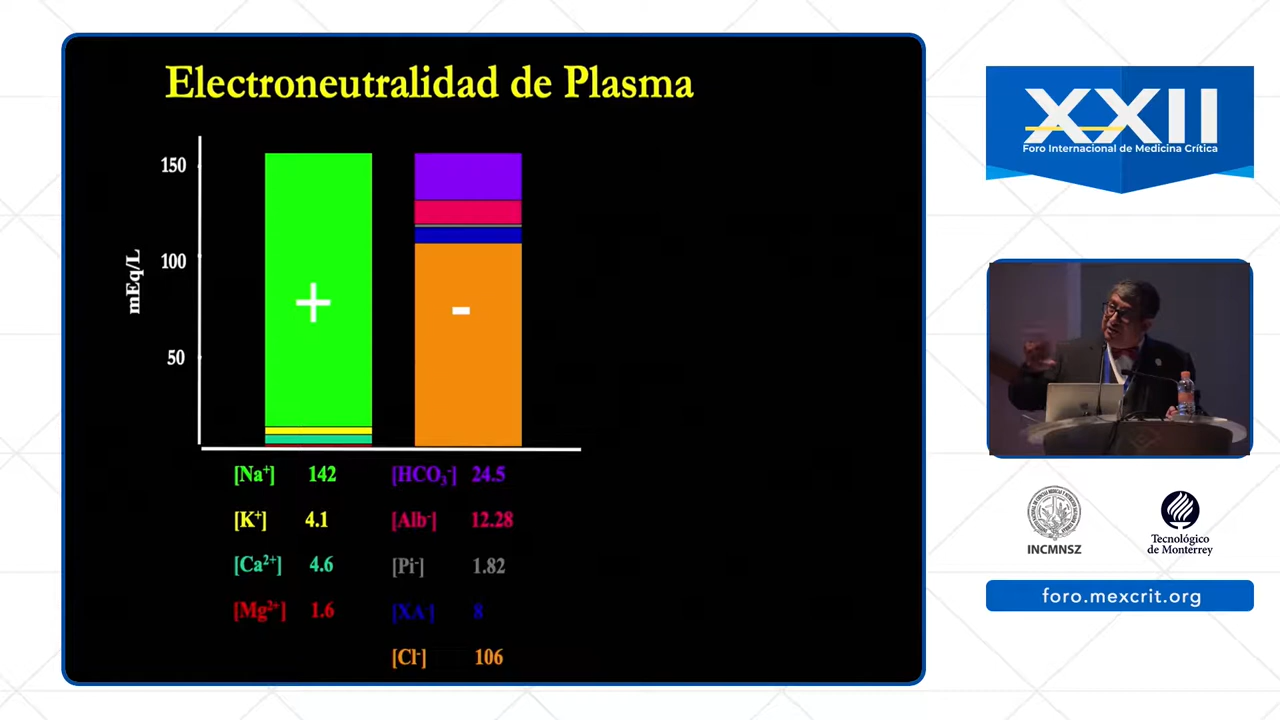 Electroneutralidad de Plasma
150
100
50
mEq/L
+
-
[Na⁺] 142
[HCO₃⁻] 24.5
[K⁺] 4.1
[Alb⁻] 12.28
[Ca²⁺] 4.6
[Pi⁻] 1.82
[Mg²⁺] 1.6
[XA⁻] 8
[Cl⁻] 106
XXII
Foro Internacional de Medicina Crítica
INCMNSZ
Tecnológico
de Monterrey
foro.mexcrit.org